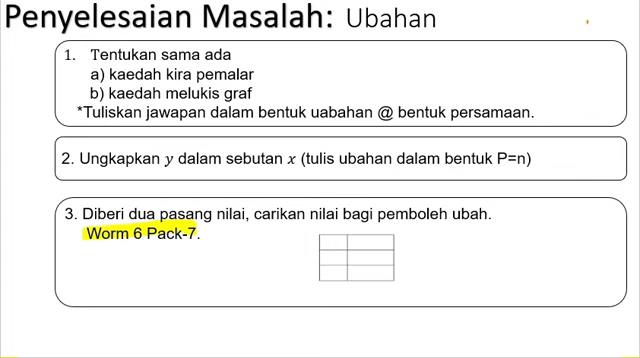 Penyelesaian Masalah: Ubahan
1. Tentukan sama ada
a) kaedah kira pemalar
b) kaedah melukis graf
*Tuliskan jawapan dalam bentuk uabahan @ bentuk persamaan.
2. Ungkapkan y dalam sebutan x (tulis ubahan dalam bentuk P=n)
3. Diberi dua pasang nilai, carikan nilai bagi pemboleh ubah.
Worm 6 Pack-7.